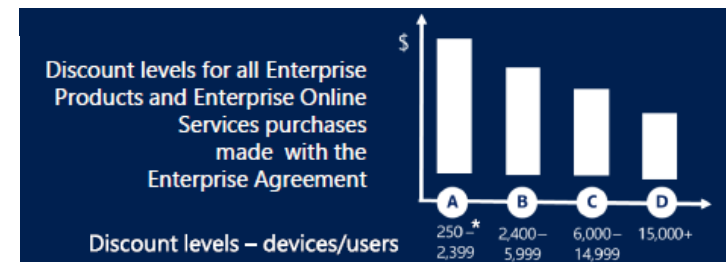 Discount levels for all Enterprise
Products and Enterprise Online
Services purchases
made with the
Enterprise Agreement
$
A B C D
250–* 2,400– 6,000– 15,000+
2,399 5,999 14,999
Discount levels – devices/users